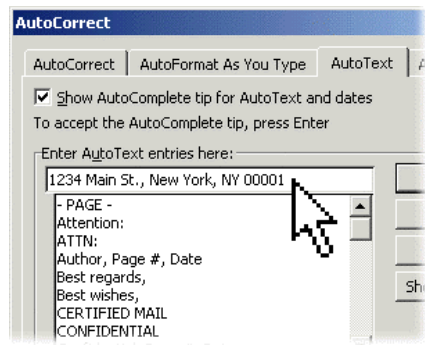 AutoCorrect
AutoCorrect AutoFormat As You Type AutoText
Show AutoComplete tip for AutoText and dates
To accept the AutoComplete tip, press Enter
Enter AutoText entries here:
1234 Main St., New York, NY 00001
- PAGE -
Attention:
ATTN:
Author, Page #, Date
Best regards,
Best wishes,
CERTIFIED MAIL
CONFIDENTIAL